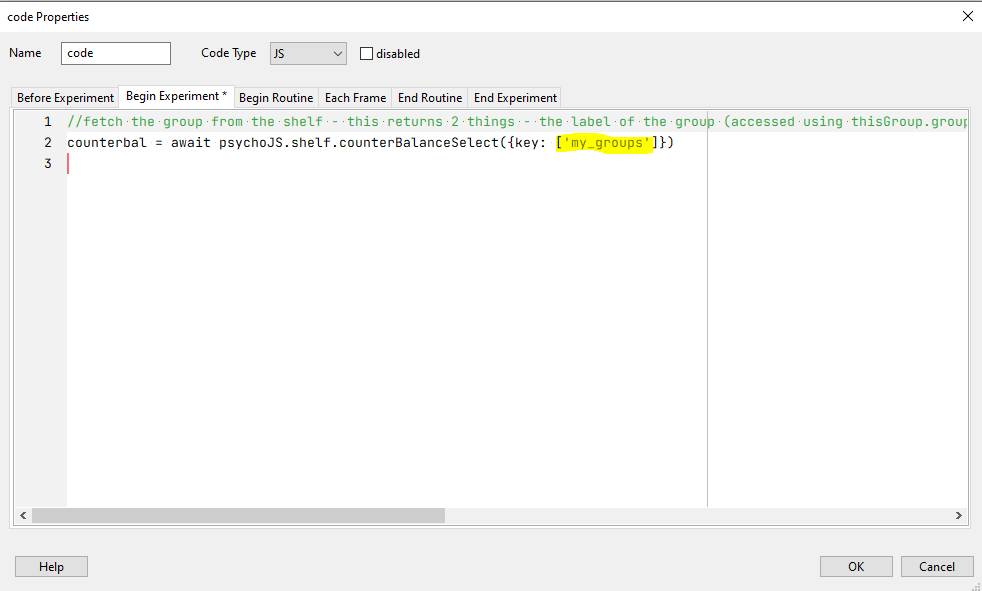 code Properties
Name code Code Type JS disabled
Before Experiment Begin Experiment * Begin Routine Each Frame End Routine End Experiment
1 //fetch the group from the shelf - this returns 2 things - the label of the group (accessed using thisGroup.group
2 counterbal = await psychoJS.shelf.counterBalanceSelect({key: ['my_groups']})
3
Help OK Cancel